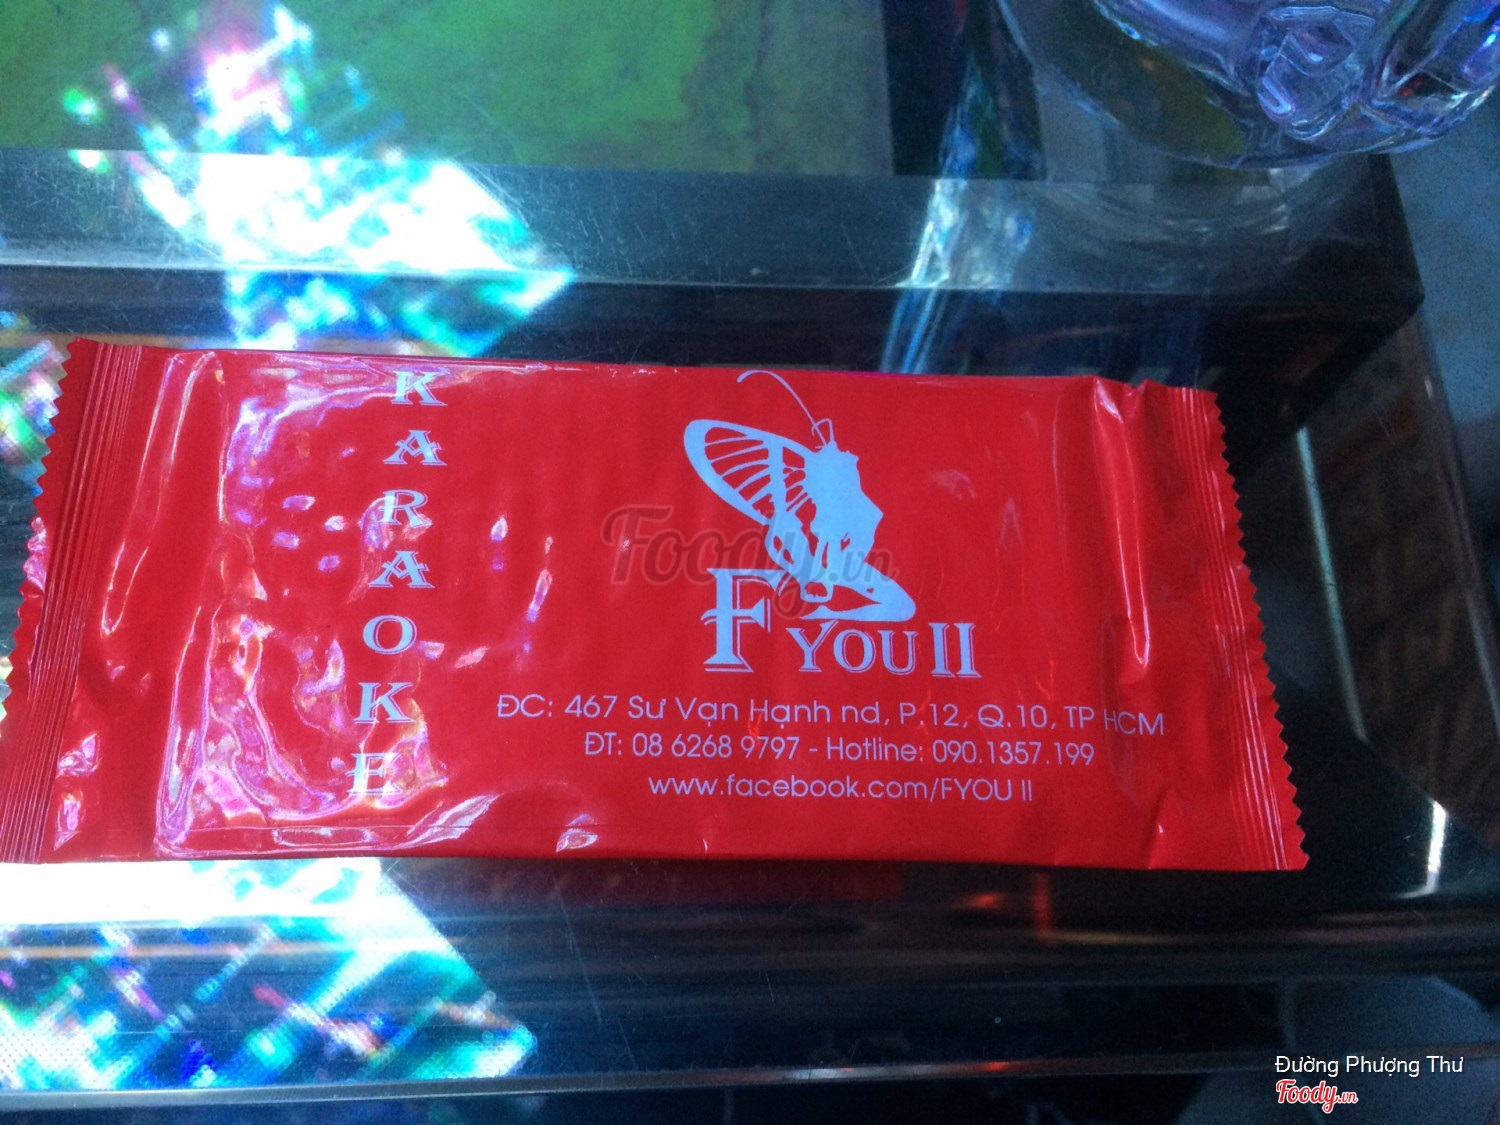 KARAOKE
FYOU II
ĐC: 467 Sư Vạn Hạnh nd, P.12, Q.10, TP HCM
ĐT: 08 6268 9797 - Hotline: 090.1357.199
www.facebook.com/FYOU II
Foody.vn
Đường Phượng Thư
Foody.vn